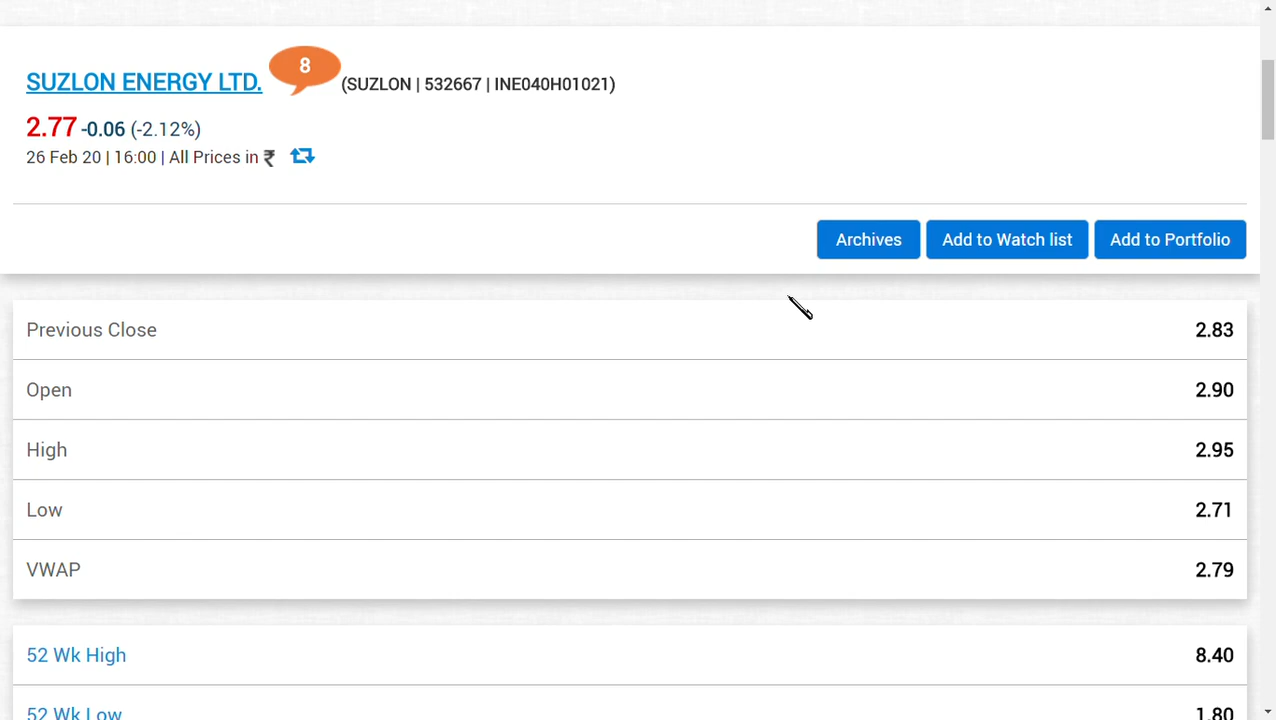 SUZLON ENERGY LTD. 8 (SUZLON | 532667 | INE040H01021)
2.77 -0.06 (-2.12%)
26 Feb 20 | 16:00 | All Prices in ₹
Archives Add to Watch list Add to Portfolio
Previous Close 2.83
Open 2.90
High 2.95
Low 2.71
VWAP 2.79
52 Wk High 8.40
52 Wk Low 1.80